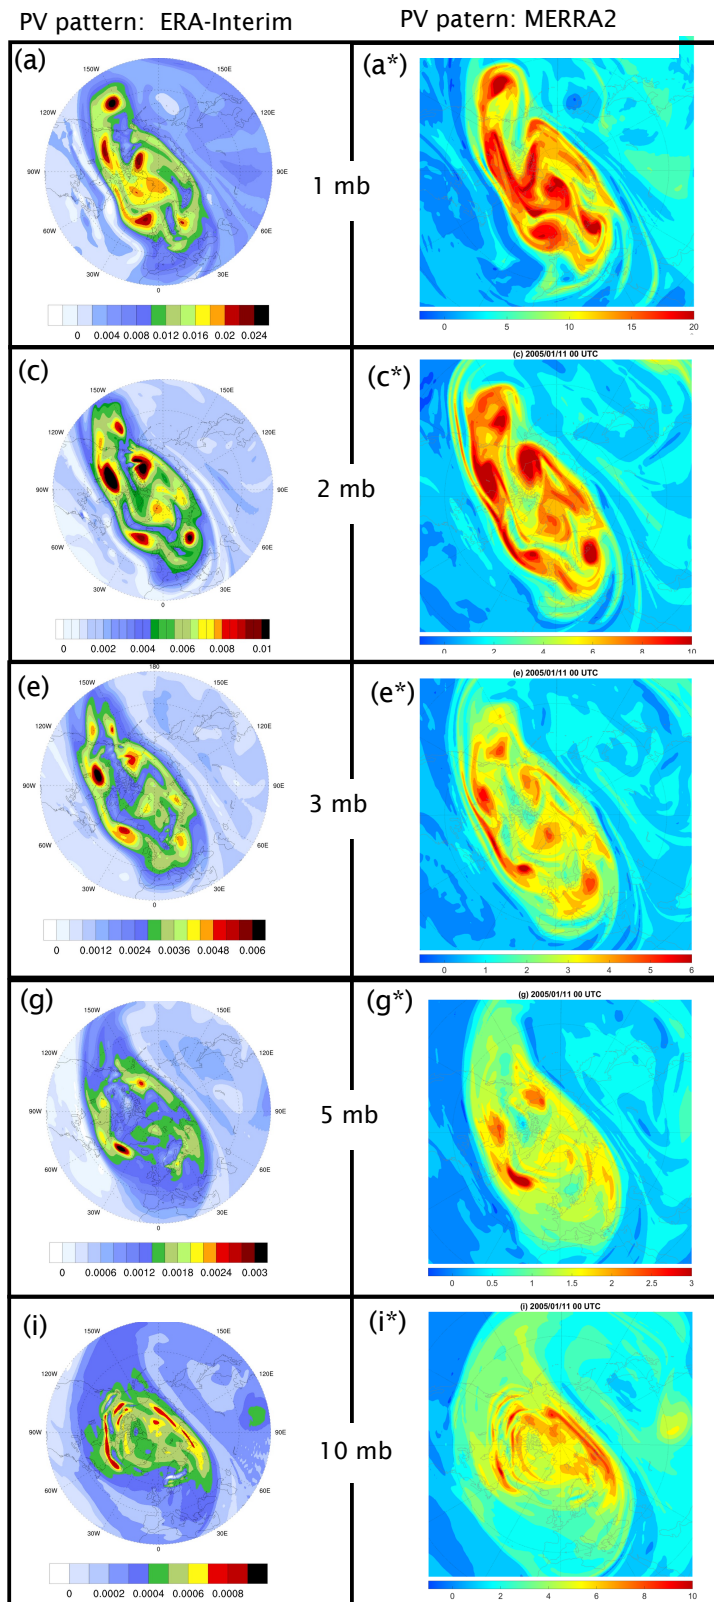 PV pattern: ERA-Interim
PV patern: MERRA2
(a)
150W
150E
120W
120E
90W
90E
60W
60E
30W
0
30E
0 0.004 0.008 0.012 0.016 0.02 0.024
1 mb
(a*)
0 5 10 15 20
(c)
150W
150E
120W
120E
90W
90E
60W
60E
30W
0
30E
0 0.002 0.004 0.006 0.008 0.01
2 mb
(c) 2005/01/11 00 UTC
(c*)
0 2 4 6 8 10
(e)
180
150W
150E
120W
120E
90W
90E
60W
60E
30W
0
30E
0 0.0012 0.0024 0.0036 0.0048 0.006
3 mb
(e) 2005/01/11 00 UTC
(e*)
0 1 2 3 4 5 6
(g)
150W
150E
120W
120E
90W
90E
60W
60E
30W
0
30E
0 0.0006 0.0012 0.0018 0.0024 0.003
5 mb
(g*)
(g) 2005/01/11 00 UTC
0 0.5 1 1.5 2 2.5 3
(i)
150W
150E
120W
120E
90W
90E
60W
60E
30W
0
30E
0 0.0002 0.0004 0.0006 0.0008
10 mb
(i*)
(i) 2005/01/11 00 UTC
0 2 4 6 8 10